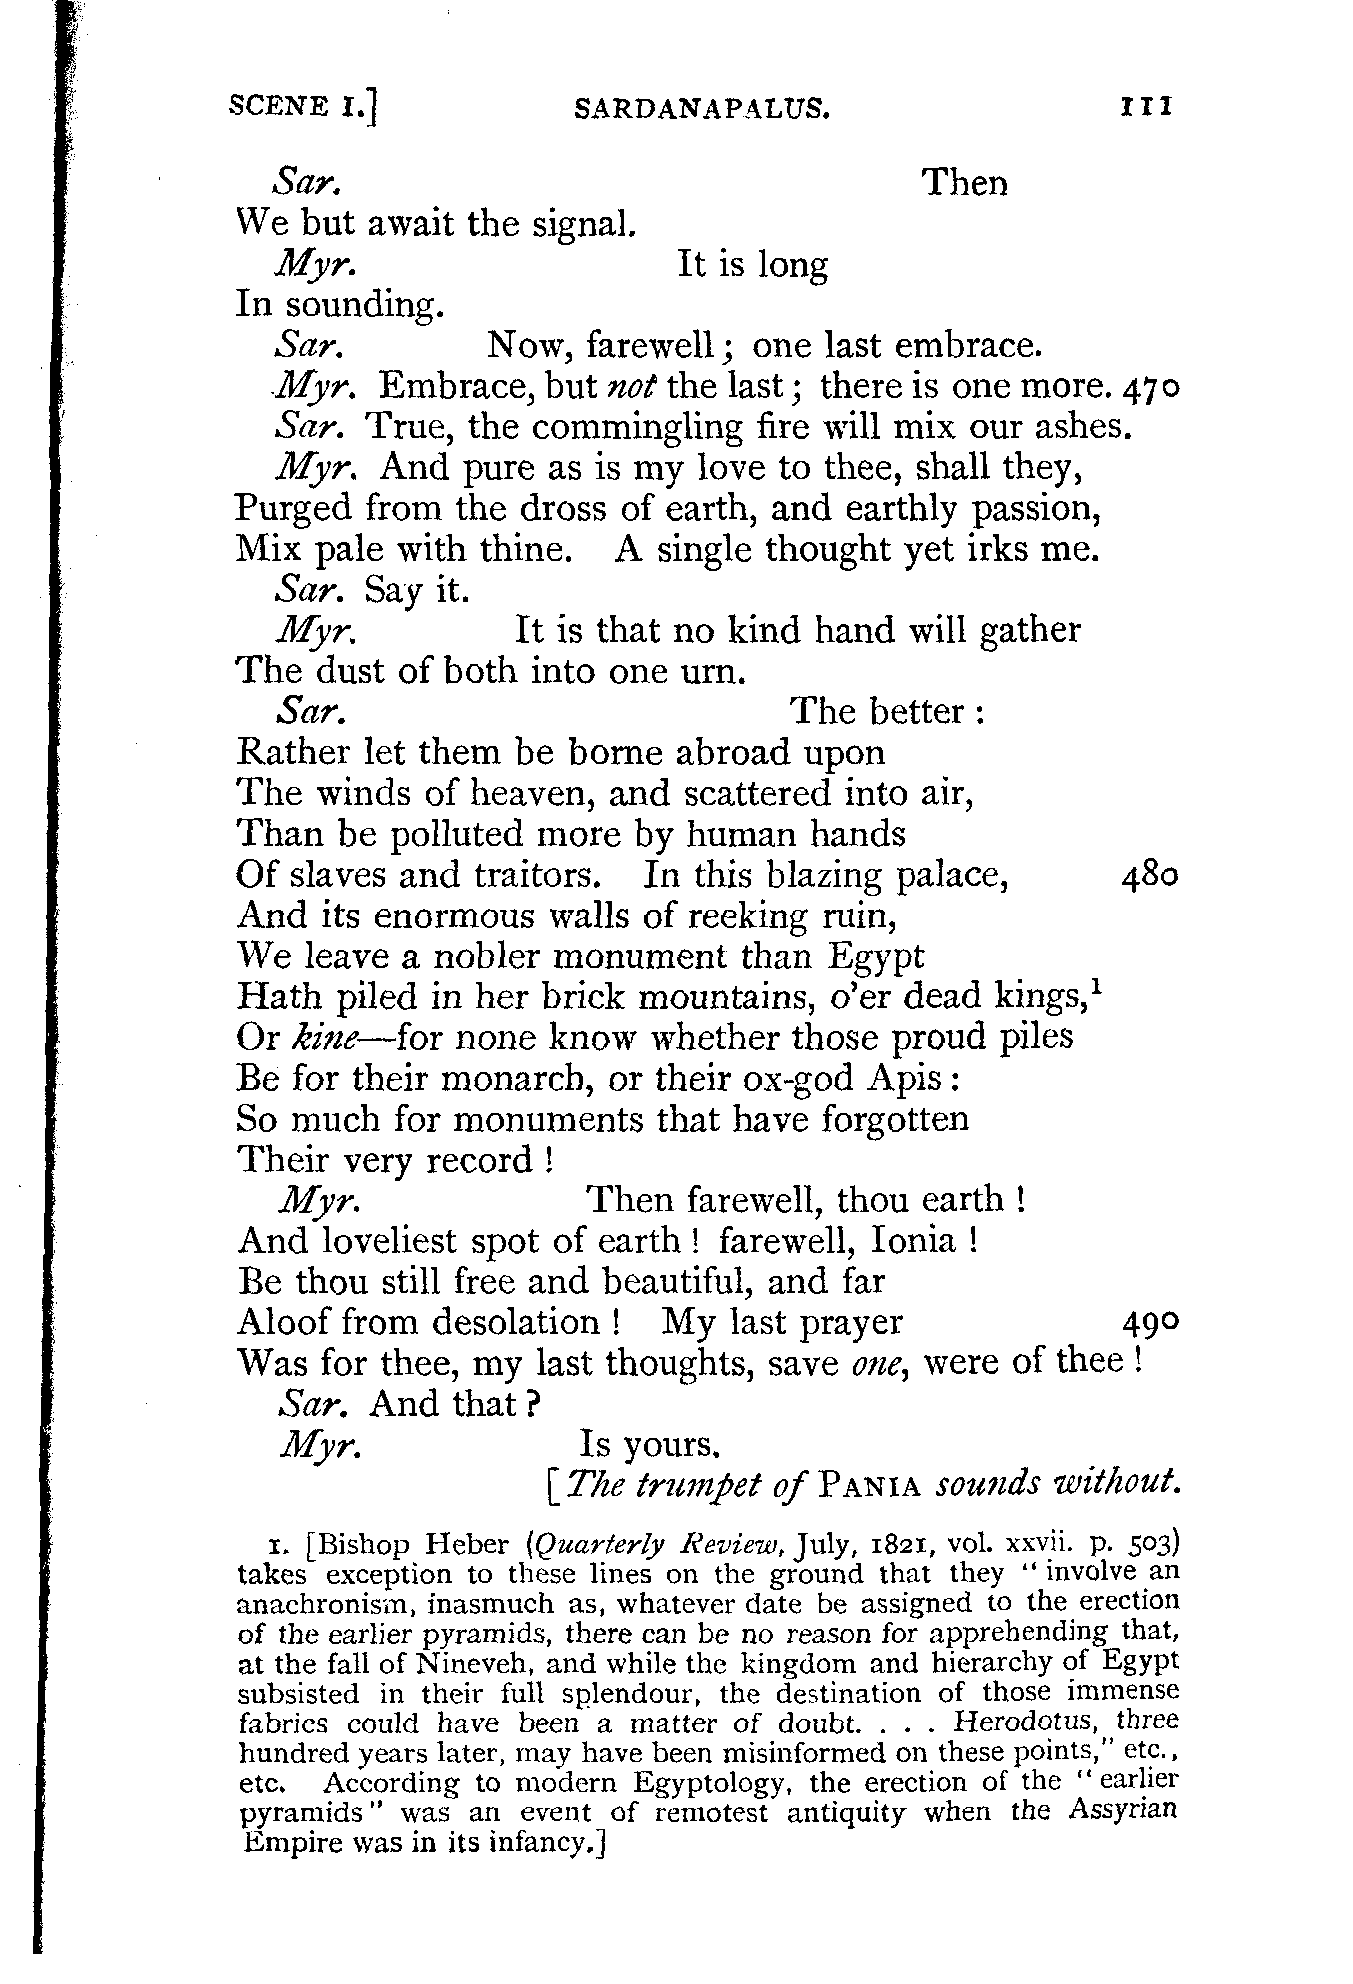 SCENE I.] SARDANAPALUS. 111
Sar. Then
We but await the signal.
Myr. It is long
In sounding.
Sar. Now, farewell; one last embrace.
Myr. Embrace, but not the last; there is one more. 470
Sar. True, the commingling fire will mix our ashes.
Myr. And pure as is my love to thee, shall they,
Purged from the dross of earth, and earthly passion,
Mix pale with thine. A single thought yet irks me.
Sar. Say it.
Myr. It is that no kind hand will gather
The dust of both into one urn.
Sar. The better:
Rather let them be borne abroad upon
The winds of heaven, and scattered into air,
Than be polluted more by human hands
Of slaves and traitors. In this blazing palace, 480
And its enormous walls of reeking ruin,
We leave a nobler monument than Egypt
Hath piled in her brick mountains, o'er dead kings,¹
Or kine—for none know whether those proud piles
Be for their monarch, or their ox-god Apis:
So much for monuments that have forgotten
Their very record!
Myr. Then farewell, thou earth!
And loveliest spot of earth! farewell, Ionia!
Be thou still free and beautiful, and far
Aloof from desolation! My last prayer 490
Was for thee, my last thoughts, save one, were of thee!
Sar. And that?
Myr. Is yours.
[The trumpet of PANIA sounds without.
1. [Bishop Heber (Quarterly Review, July, 1821, vol. xxvii. p. 503)
takes exception to these lines on the ground that they "involve an
anachronism, inasmuch as, whatever date be assigned to the erection
of the earlier pyramids, there can be no reason for apprehending that,
at the fall of Nineveh, and while the kingdom and hierarchy of Egypt
subsisted in their full splendour, the destination of those immense
fabrics could have been a matter of doubt. . . . Herodotus, three
hundred years later, may have been misinformed on these points," etc.,
etc. According to modern Egyptology, the erection of the "earlier
pyramids" was an event of remotest antiquity when the Assyrian
Empire was in its infancy.]